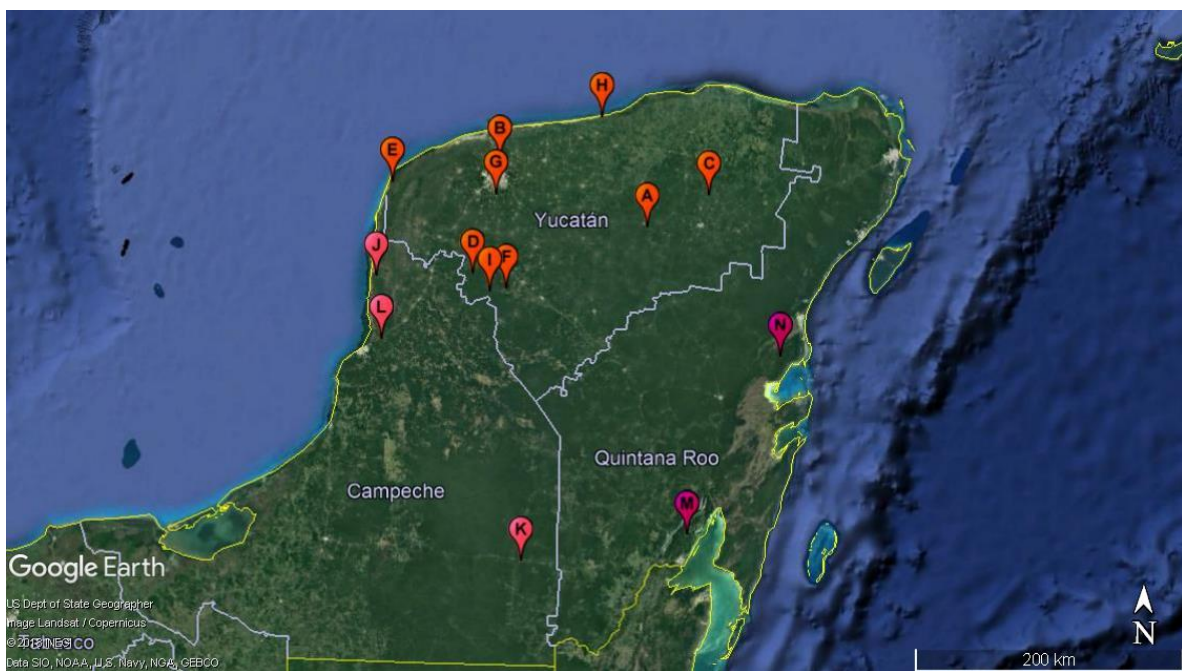 H
B
E
G
C
A
Yucatán
D
J
I
F
L
N
Quintana Roo
Campeche
M
K
Google Earth
US Dept of State Geographer
Image Landsat / Copernicus
Tabasco
Data SIO, NOAA, U.S. Navy, NGA, GEBCO
N
200 km